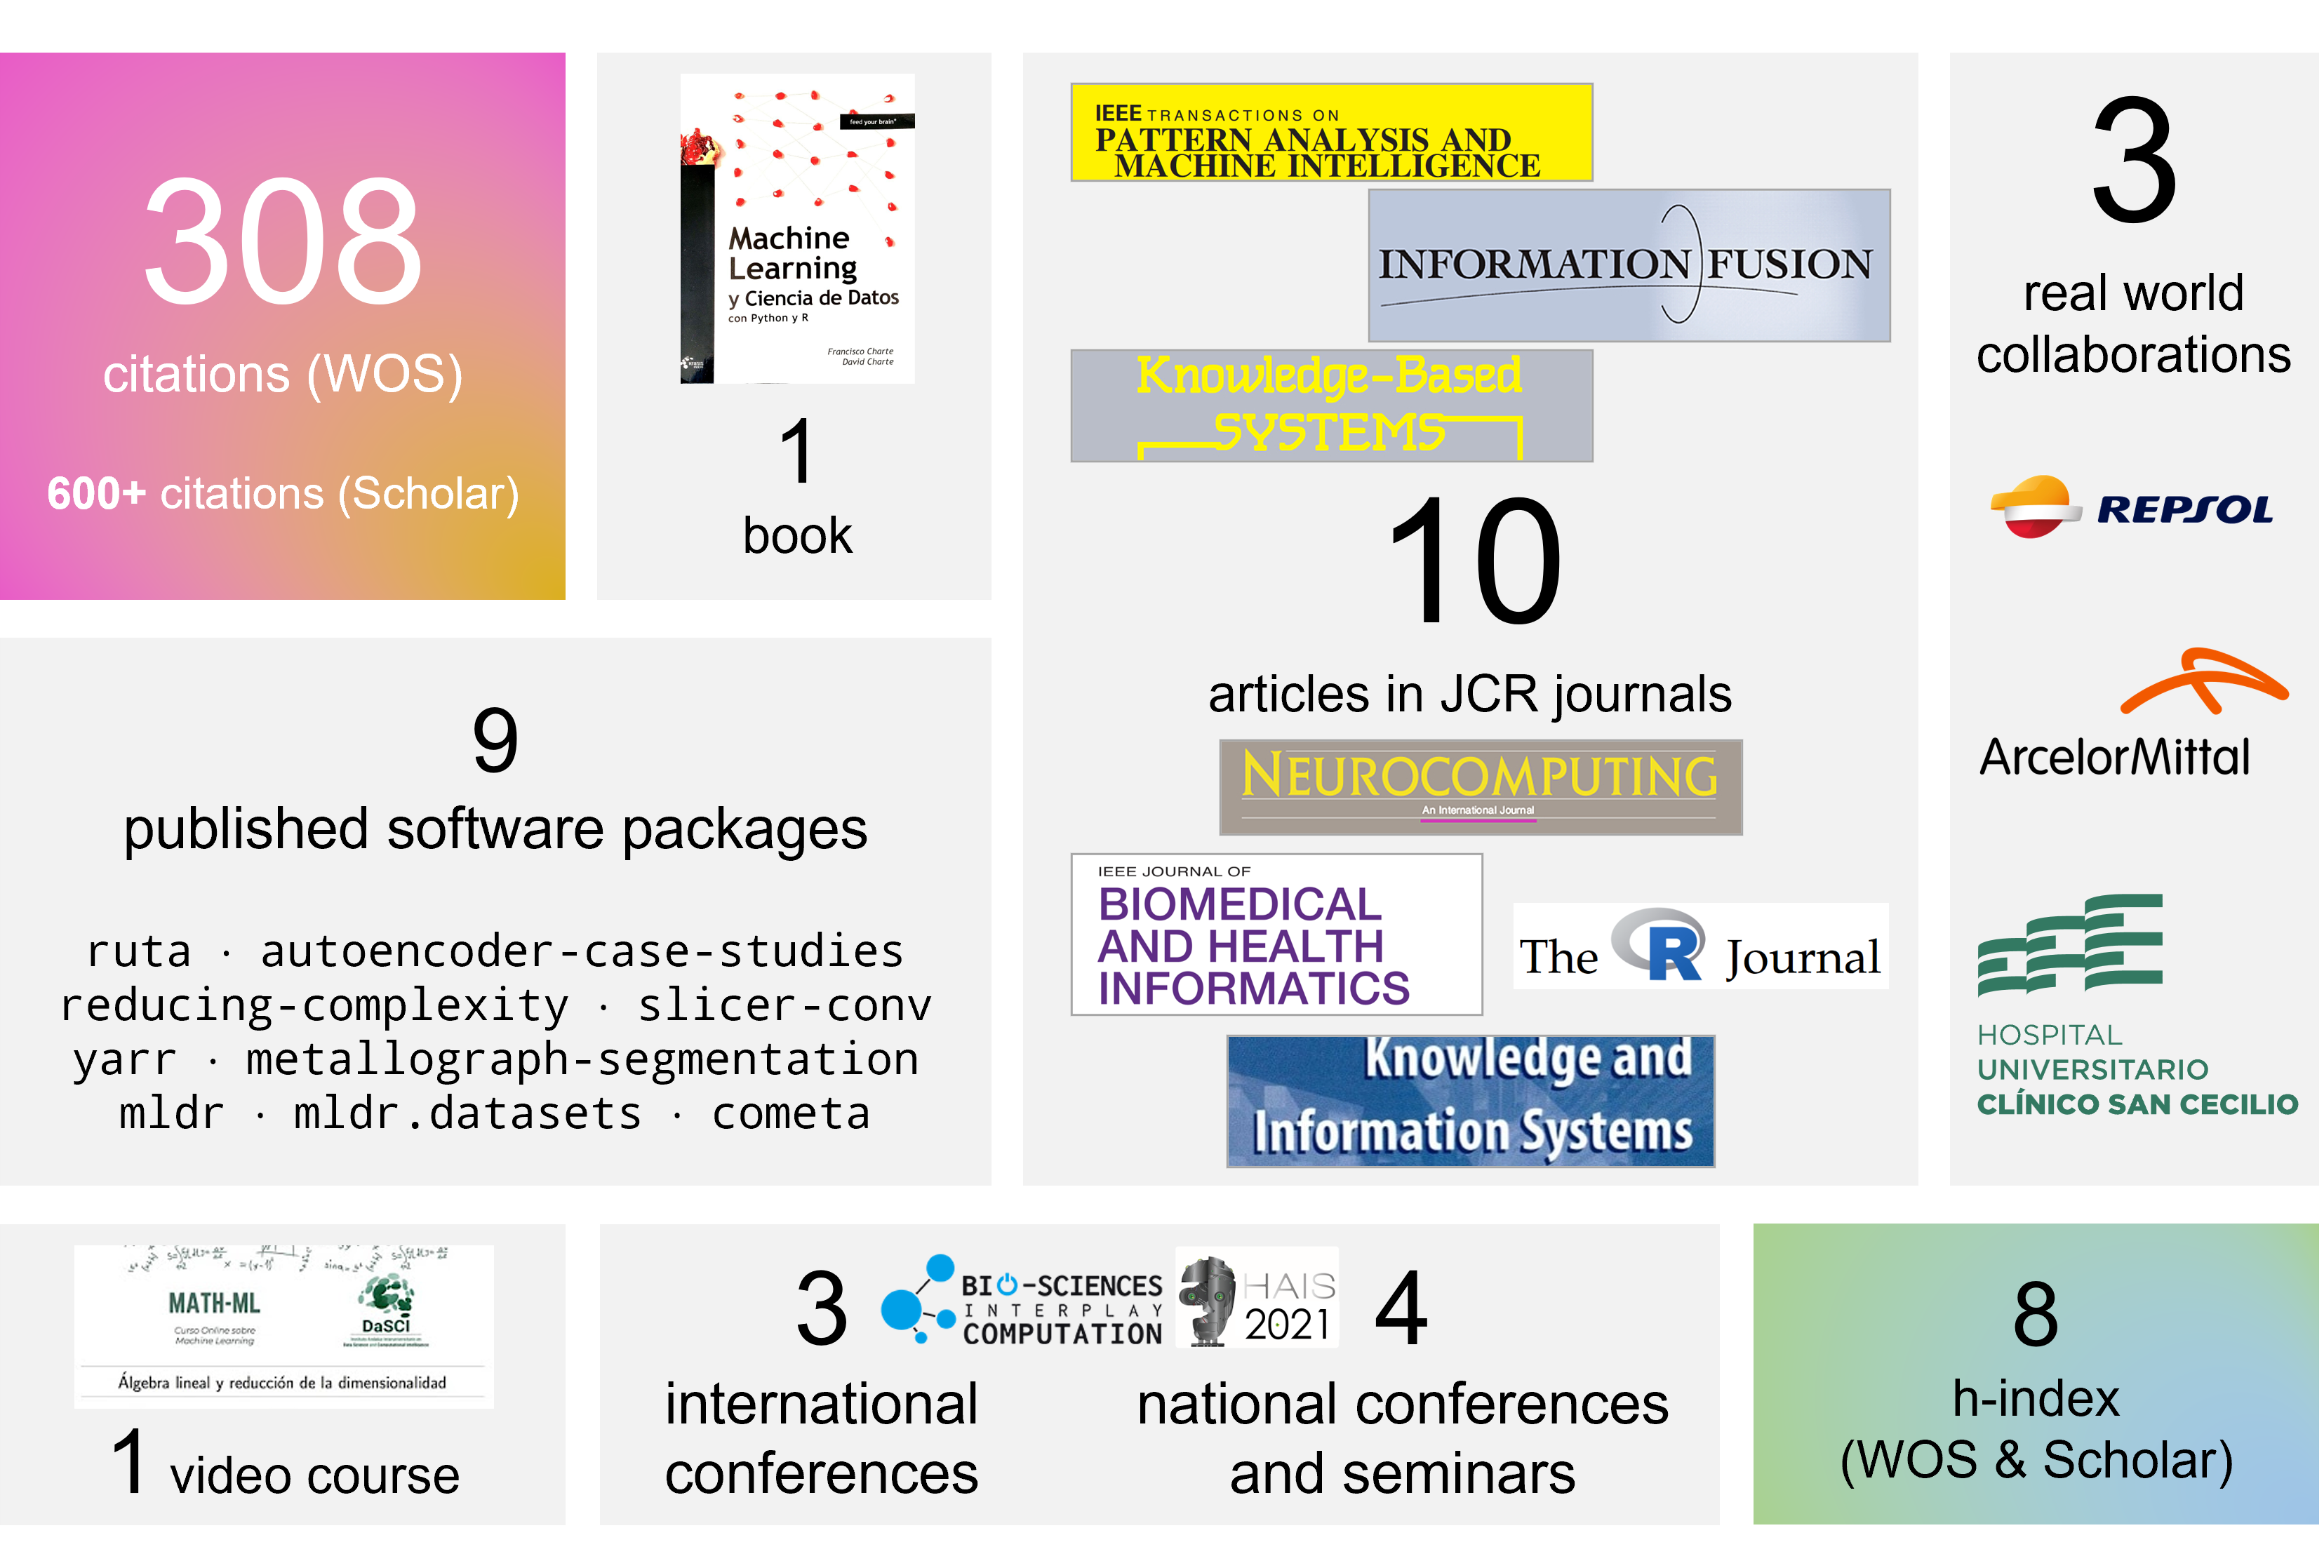 308
citations (WOS)
600+ citations (Scholar)
feed your brain
Machine
Learning
y Ciencia de Datos
con Python y R
Francisco Charte
David Charte
1
book
IEEE TRANSACTIONS ON
PATTERN ANALYSIS AND
MACHINE INTELLIGENCE
INFORMATION FUSION
Knowledge-Based
SYSTEMS
10
articles in JCR journals
NEUROCOMPUTING
An International Journal
IEEE JOURNAL OF
BIOMEDICAL
AND HEALTH
INFORMATICS
The R Journal
Knowledge and
Information Systems
3
real world
collaborations
REPSOL
ArcelorMittal
HOSPITAL
UNIVERSITARIO
CLÍNICO SAN CECILIO
9
published software packages
ruta · autoencoder-case-studies
reducing-complexity · slicer-conv
yarr · metallograph-segmentation
mldr · mldr.datasets · cometa
MATH-ML
Curso Online sobre
Machine Learning
DaSCI
Álgebra lineal y reducción de la dimensionalidad
1 video course
3
BIO-SCIENCES
INTERPLAY
COMPUTATION
international
conferences
HAIS
2021
4
national conferences
and seminars
8
h-index
(WOS & Scholar)